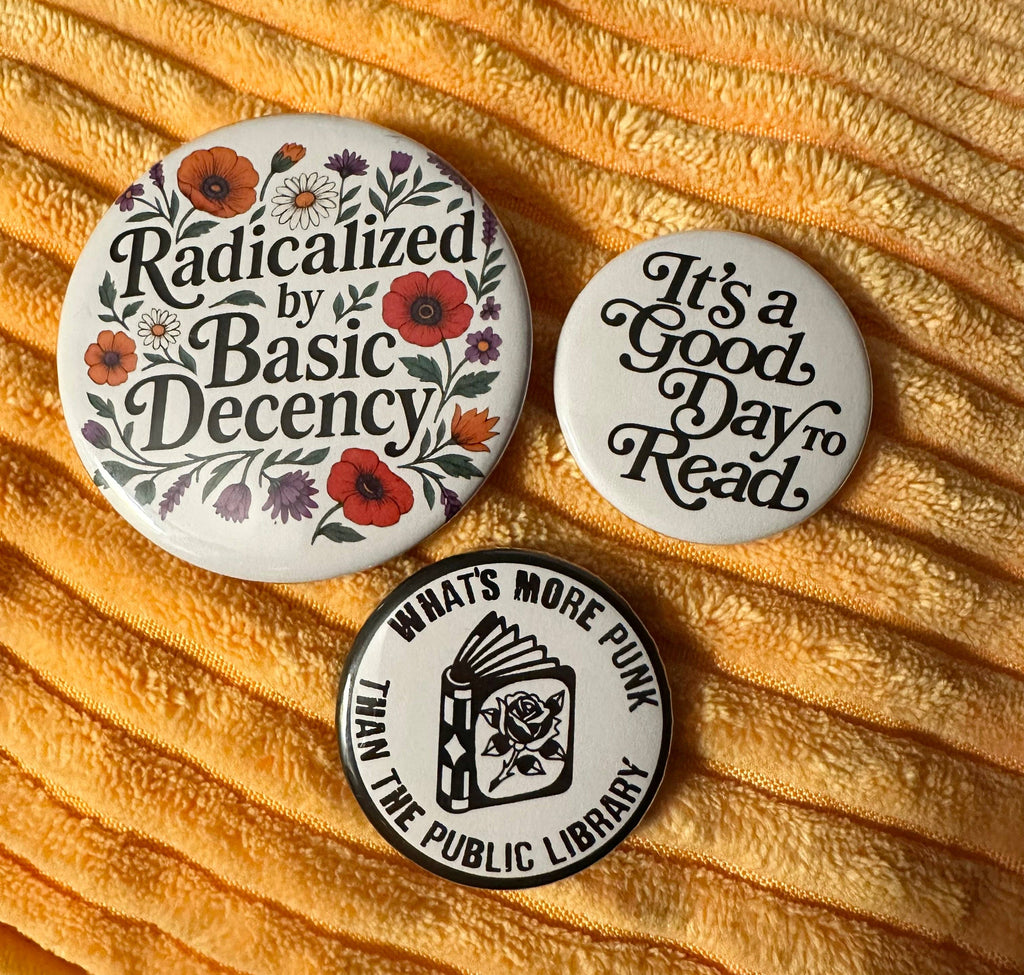 Radicalized
by
Basic
Decency
It's a
Good
Day TO
Read
WHAT'S MORE PUNK
THAN THE PUBLIC LIBRARY